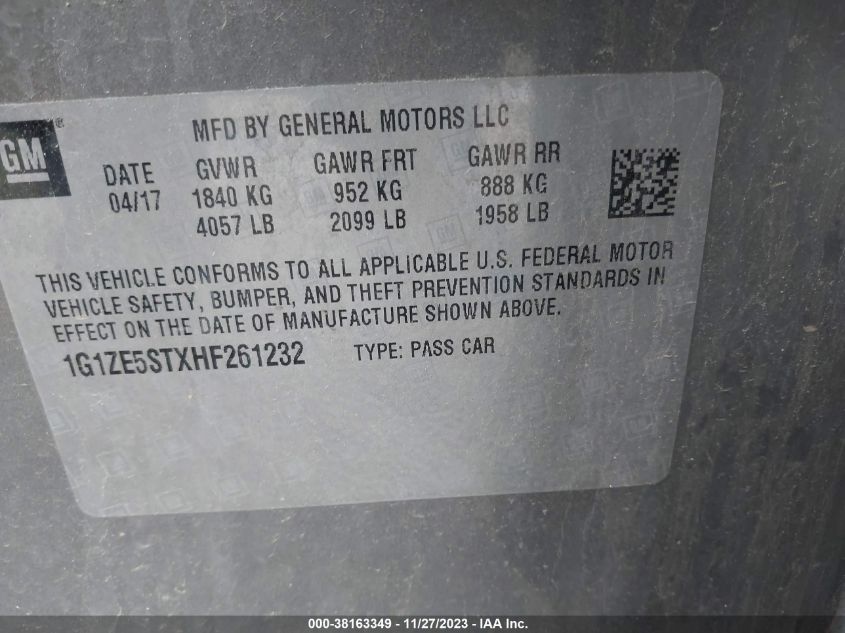 MFD BY GENERAL MOTORS LLC
GM®
DATE GVWR GAWR FRT GAWR RR
04/17 1840 KG 952 KG 888 KG
4057 LB 2099 LB 1958 LB
THIS VEHICLE CONFORMS TO ALL APPLICABLE U.S. FEDERAL MOTOR
VEHICLE SAFETY, BUMPER, AND THEFT PREVENTION STANDARDS IN
EFFECT ON THE DATE OF MANUFACTURE SHOWN ABOVE.
1G1ZE5STXHF261232 TYPE: PASS CAR
000-38163349 - 11/27/2023 - IAA Inc.